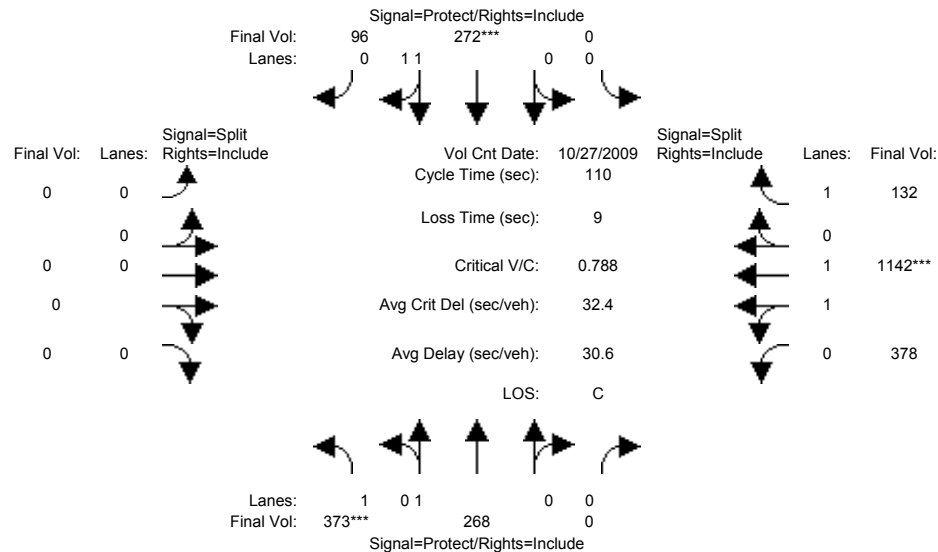 Signal=Protect/Rights=Include
Final Vol: 96 272*** 0
Lanes: 0 1 1 0 0
Signal=Split Signal=Split
Final Vol: Lanes: Rights=Include Vol Cnt Date: 10/27/2009 Rights=Include Lanes: Final Vol:
Cycle Time (sec): 110
0 0 1 132
Loss Time (sec): 9
0 0
0 0 Critical V/C: 0.788 1 1142***
0 Avg Crit Del (sec/veh): 32.4 1
0 0 Avg Delay (sec/veh): 30.6 0 378
LOS: C
Lanes: 1 0 1 0 0
Final Vol: 373*** 268 0
Signal=Protect/Rights=Include